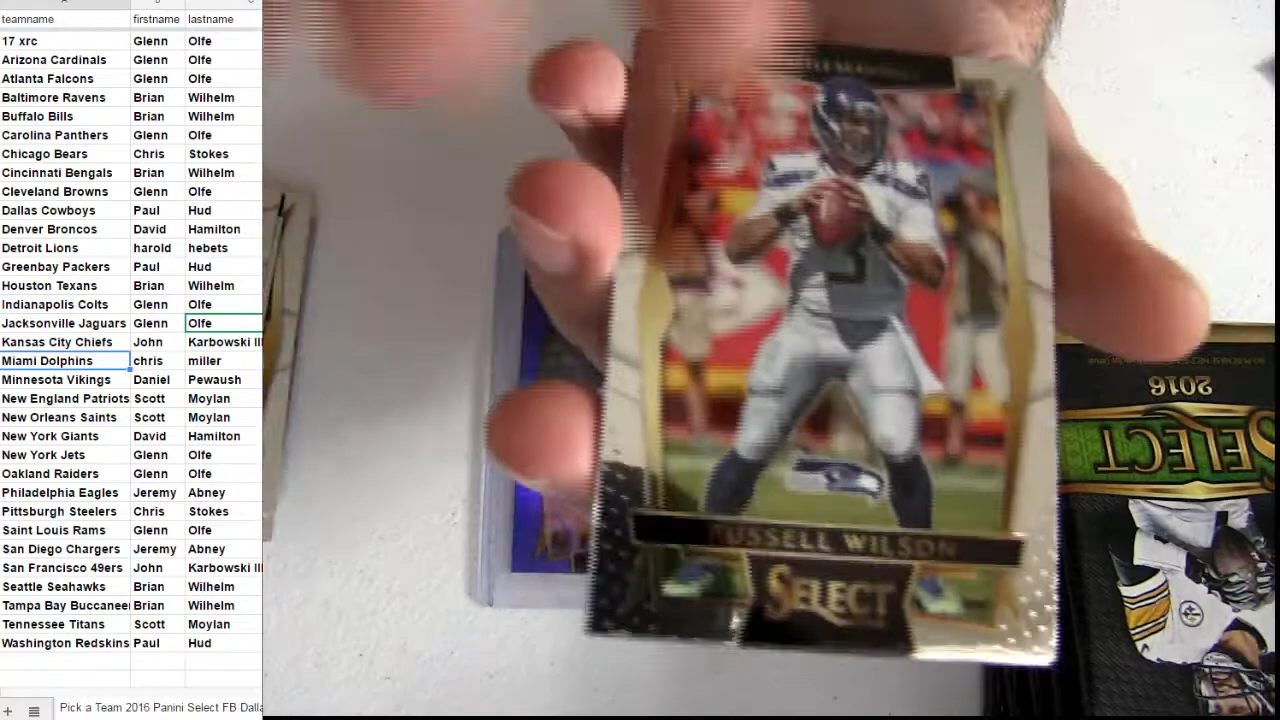 teamname firstname lastname
17 xrc Glenn Olfe
Arizona Cardinals Glenn Olfe
Atlanta Falcons Glenn Olfe
Baltimore Ravens Brian Wilhelm
Buffalo Bills Brian Wilhelm
Carolina Panthers Glenn Olfe
Chicago Bears Chris Stokes
Cincinnati Bengals Brian Wilhelm
Cleveland Browns Glenn Olfe
Dallas Cowboys Paul Hud
Denver Broncos David Hamilton
Detroit Lions harold hebets
Greenbay Packers Paul Hud
Houston Texans Brian Wilhelm
Indianapolis Colts Glenn Olfe
Jacksonville Jaguars Glenn Olfe
Kansas City Chiefs John Karbowski III
Miami Dolphins chris miller
Minnesota Vikings Daniel Pewaush
New England Patriots Scott Moylan
New Orleans Saints Scott Moylan
New York Giants David Hamilton
New York Jets Glenn Olfe
Oakland Raiders Glenn Olfe
Philadelphia Eagles Jeremy Abney
Pittsburgh Steelers Chris Stokes
Saint Louis Rams Glenn Olfe
San Diego Chargers Jeremy Abney
San Francisco 49ers John Karbowski III
Seattle Seahawks Brian Wilhelm
Tampa Bay Buccaneer Brian Wilhelm
Tennessee Titans Scott Moylan
Washington Redskins Paul Hud
Pick a Team 2016 Panini Select FB Dalla
3
RUSSELL WILSON
SELECT
2016
SELECT